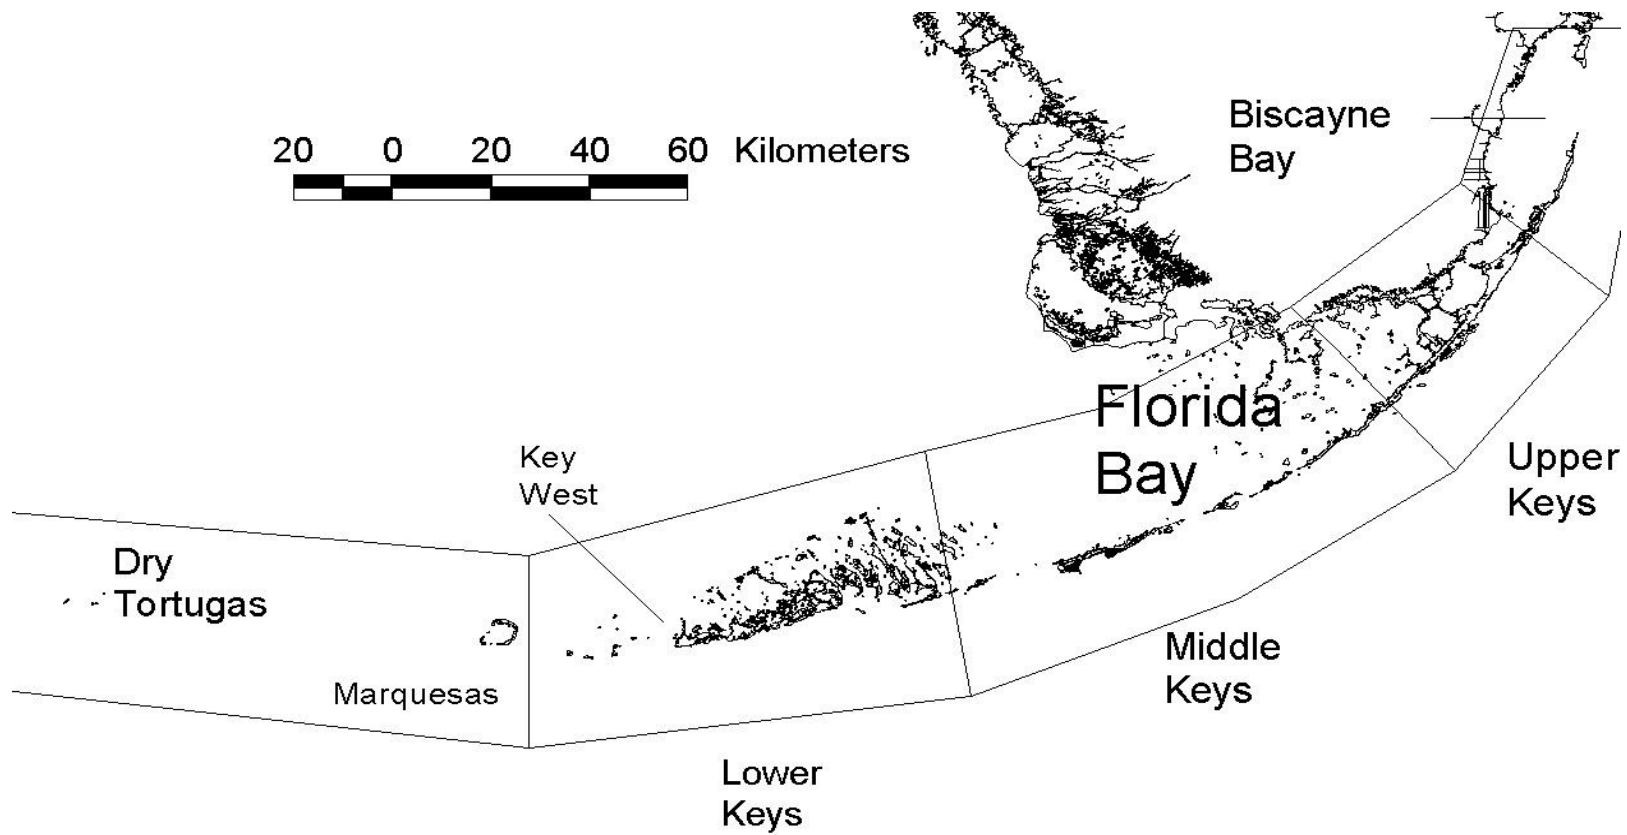 Biscayne
Bay
20 0 20 40 60 Kilometers
Florida
Bay
Key
West
Upper
Keys
Dry
Tortugas
Middle
Keys
Marquesas
Lower
Keys